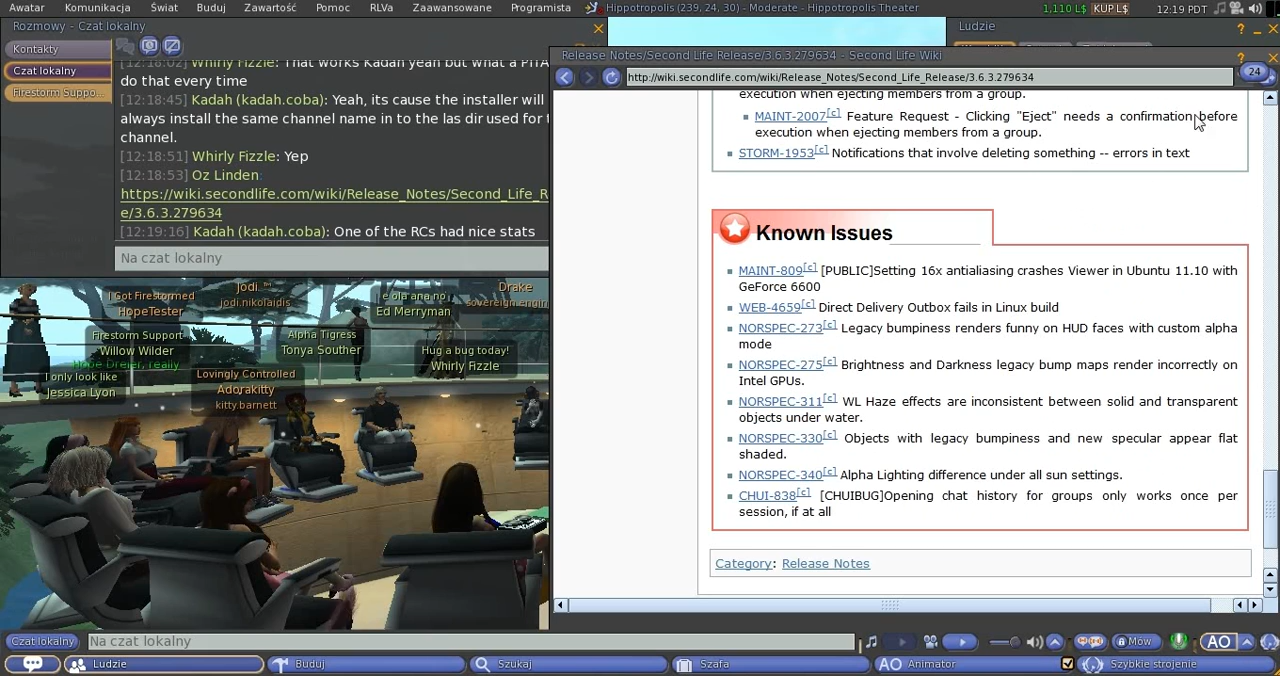 Awatar Komunikacja Świat Buduj Zawartość Pomoc RLVa Zaawansowane Programista Hippotropolis (239, 24, 30) - Moderate - Hippotropolis Theater 1,110 L$ KUP L$ 12:19 PDT
Rozmowy - Czat lokalny
Kontakty
Czat lokalny
Firestorm Suppo...
[12:18:02] Whirly Fizzle: That works Kadah yeah but what a PITA
do that every time
[12:18:45] Kadah (kadah.coba): Yeah, its cause the installer will
always install the same channel name in to the las dir used for t
channel.
[12:18:51] Whirly Fizzle: Yep
[12:18:53] Oz Linden:
https://wiki.secondlife.com/wiki/Release_Notes/Second_Life_R
e/3.6.3.279634
[12:19:16] Kadah (kadah.coba): One of the RCs had nice stats
Na czat lokalny
Ludzie
Release Notes/Second Life Release/3.6.3.279634 - Second Life Wiki
http://wiki.secondlife.com/wiki/Release_Notes/Second_Life_Release/3.6.3.279634
24
execution when ejecting members from a group.
MAINT-2007[c] Feature Request - Clicking "Eject" needs a confirmation before
execution when ejecting members from a group.
STORM-1953[c] Notifications that involve deleting something -- errors in text
Known Issues
MAINT-809[c] [PUBLIC]Setting 16x antialiasing crashes Viewer in Ubuntu 11.10 with
GeForce 6600
WEB-4659[c] Direct Delivery Outbox fails in Linux build
NORSPEC-273[c] Legacy bumpiness renders funny on HUD faces with custom alpha
mode
NORSPEC-275[c] Brightness and Darkness legacy bump maps render incorrectly on
Intel GPUs.
NORSPEC-311[c] WL Haze effects are inconsistent between solid and transparent
objects under water.
NORSPEC-330[c] Objects with legacy bumpiness and new specular appear flat
shaded.
NORSPEC-340[c] Alpha Lighting difference under all sun settings.
CHUI-838[c] [CHUIBUG]Opening chat history for groups only works once per
session, if at all
Category: Release Notes
I Got Firestormed
HopeTester
Jodi ™
jodi.nikolaidis
e ola ana no
Ed Merryman
Drake
Firestorm Support
Willow Wilder
Alpha Tigress
Tonya Souther
Hug a bug today!
Whirly Fizzle
I only look like
Jessica Lyon
Lovingly Controlled
Adorakitty
kitty.barnett
Czat lokalny Na czat lokalny Mów AO
Ludzie Buduj Szukaj Szafa AO Animator Szybkie strojenie